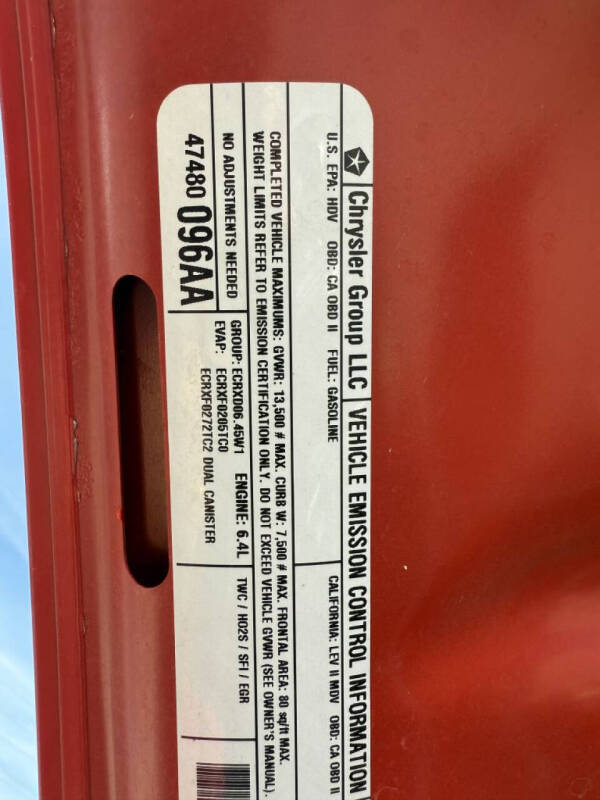 Chrysler Group LLC VEHICLE EMISSION CONTROL INFORMATION
U.S. EPA: HDV OBD: CA OBD II FUEL: GASOLINE CALIFORNIA: LEV II MDV OBD: CA OBD II
COMPLETED VEHICLE MAXIMUMS: GVWR: 13,500 # MAX. CURB W: 7,500 # MAX. FRONTAL AREA: 80 sq/ft MAX.
WEIGHT LIMITS REFER TO EMISSION CERTIFICATION ONLY. DO NOT EXCEED VEHICLE GVWR (SEE OWNER'S MANUAL).
NO ADJUSTMENTS NEEDED
47480 096AA
GROUP: ECRXD06.45W1 ENGINE: 6.4L
EVAP: ECRXF0205TC0
ECRXF0272TC2 DUAL CANISTER
TWC / HO2S / SFI / EGR